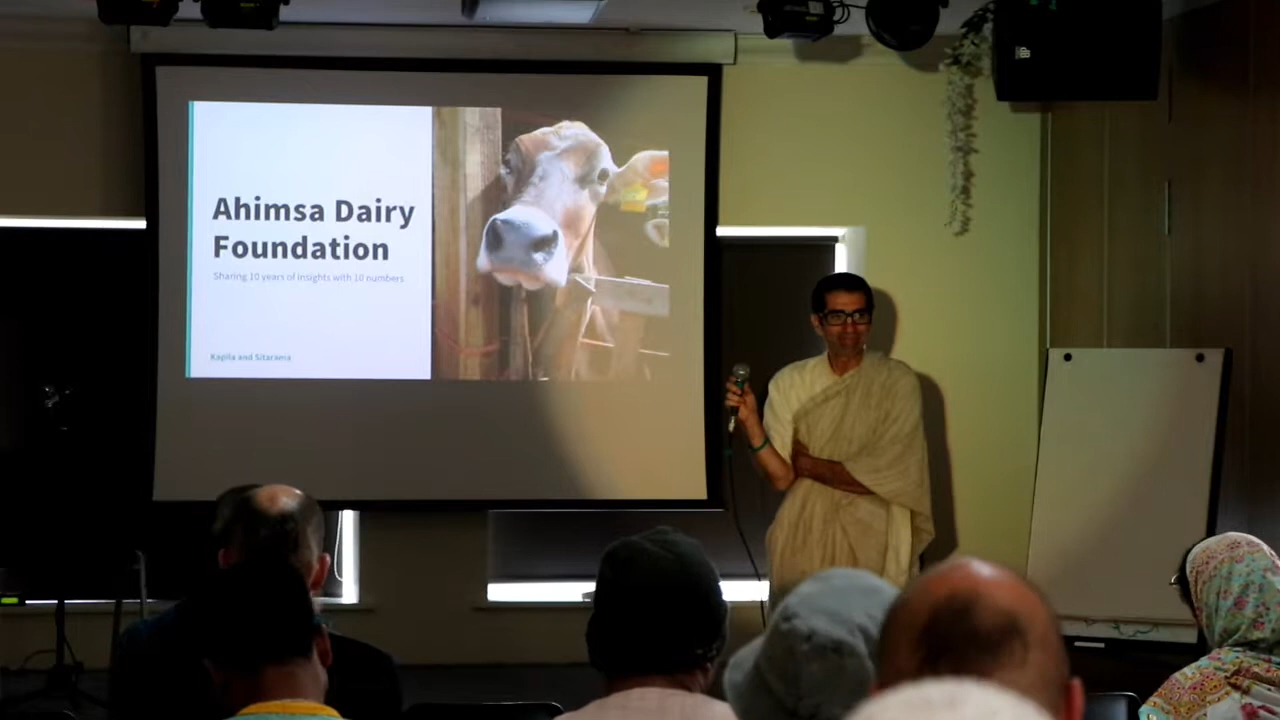 Ahimsa Dairy
Foundation
Sharing 10 years of insights with 10 numbers
Kapila and Sitarama